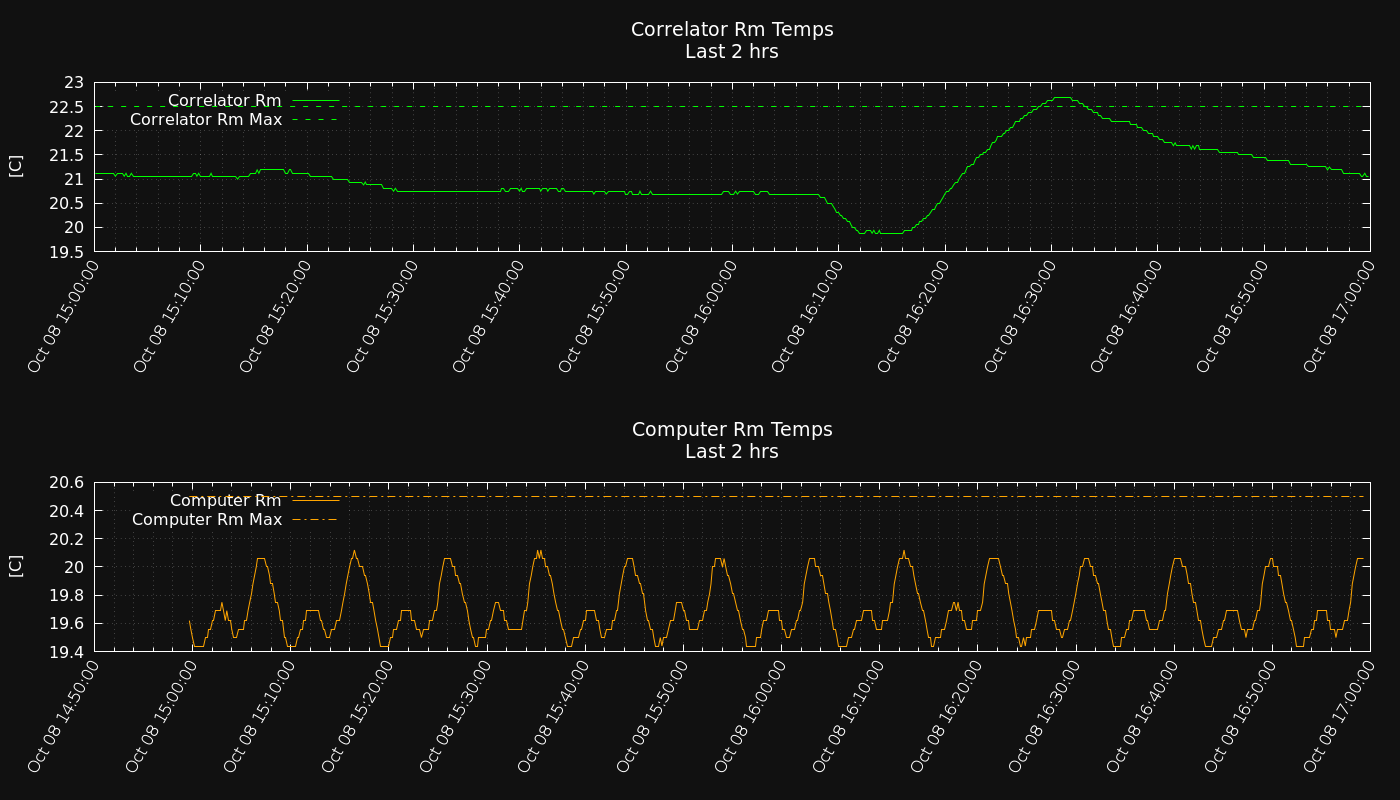 Correlator Rm Temps
Last 2 hrs
[C]
23
22.5
22
21.5
21
20.5
20
19.5
Correlator Rm
Correlator Rm Max
Oct 08 15:00:00
Oct 08 15:10:00
Oct 08 15:20:00
Oct 08 15:30:00
Oct 08 15:40:00
Oct 08 15:50:00
Oct 08 16:00:00
Oct 08 16:10:00
Oct 08 16:20:00
Oct 08 16:30:00
Oct 08 16:40:00
Oct 08 16:50:00
Oct 08 17:00:00
Computer Rm Temps
Last 2 hrs
[C]
20.6
20.4
20.2
20
19.8
19.6
19.4
Computer Rm
Computer Rm Max
Oct 08 14:50:00
Oct 08 15:00:00
Oct 08 15:10:00
Oct 08 15:20:00
Oct 08 15:30:00
Oct 08 15:40:00
Oct 08 15:50:00
Oct 08 16:00:00
Oct 08 16:10:00
Oct 08 16:20:00
Oct 08 16:30:00
Oct 08 16:40:00
Oct 08 16:50:00
Oct 08 17:00:00